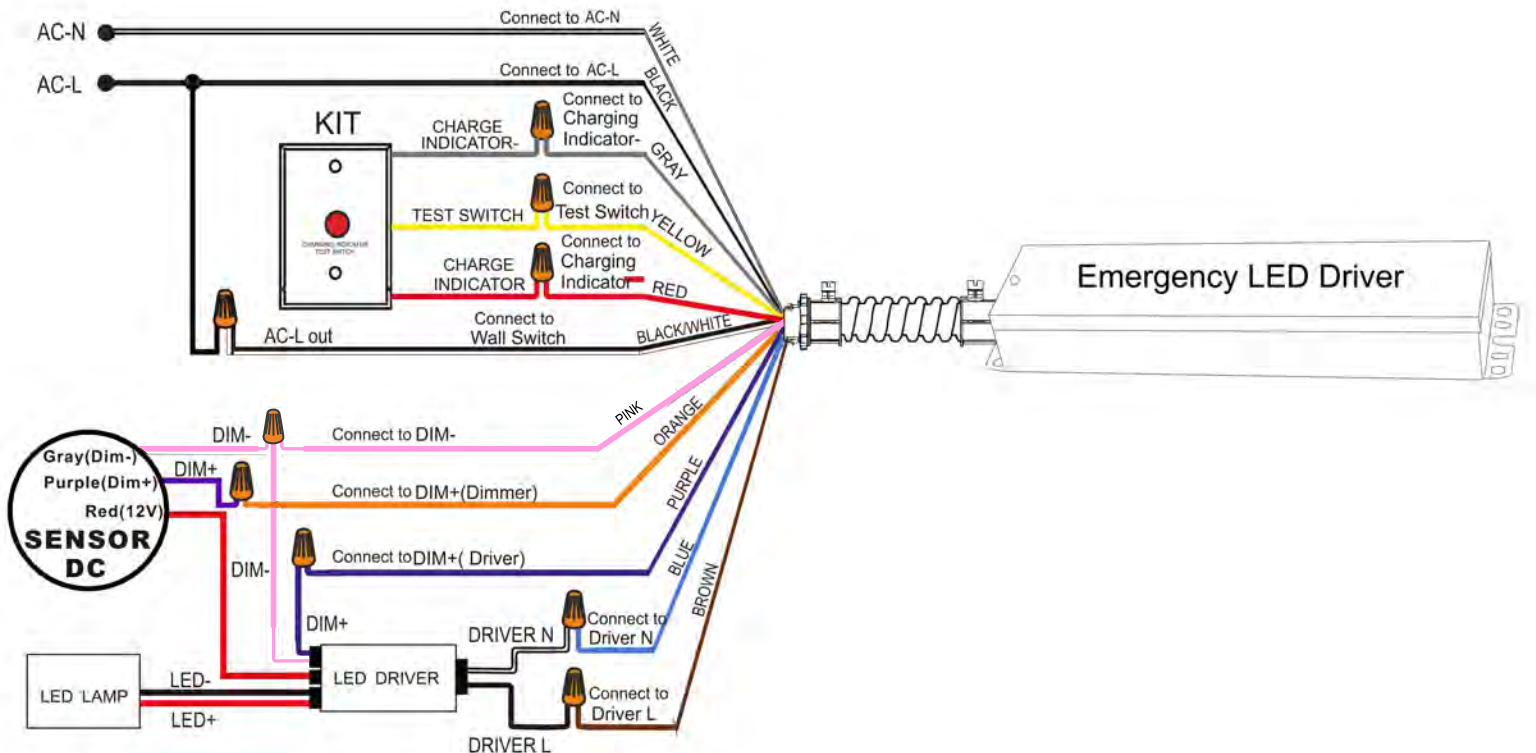 AC-N
Connect to AC-N
WHITE
AC-L
Connect to AC-L
BLACK
KIT
CHARGE
INDICATOR-
Connect to
Charging
Indicator-
GRAY
TEST SWITCH
Connect to
Test Switch
YELLOW
CHARGING INDICATOR
TEST SWITCH
CHARGE
INDICATOR
Connect to
Charging
Indicator
RED
AC-L out
Connect to
Wall Switch
BLACK/WHITE
Emergency LED Driver
DIM-
Connect to DIM-
PINK
Gray(Dim-)
Purple(Dim+)
Red(12V)
SENSOR
DC
DIM+
Connect to DIM+(Dimmer)
ORANGE
DIM-
Connect to DIM+( Driver)
PURPLE
DIM+
DRIVER N
Connect to
Driver N
BLUE
LED LAMP
LED-
LED+
LED DRIVER
DRIVER L
Connect to
Driver L
BROWN